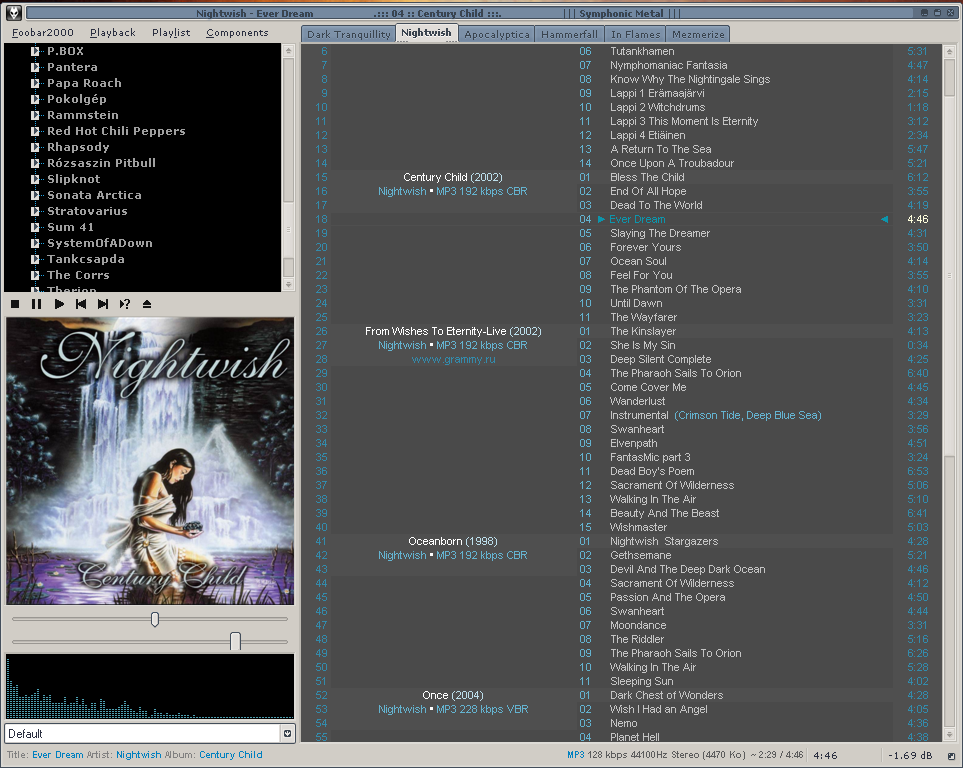 Nightwish - Ever Dream .::: 04 :: Century Child :::. ||| Symphonic Metal |||
Foobar2000 Playback Playlist Components
Dark Tranquillity Nightwish Apocalyptica Hammerfall In Flames Mezmerize
P.BOX
Pantera
Papa Roach
Pokolgép
Rammstein
Red Hot Chili Peppers
Rhapsody
Rózsaszin Pitbull
Slipknot
Sonata Arctica
Stratovarius
Sum 41
SystemOfADown
Tankcsapda
The Corrs
Therion
Nightwish
Century Child
Default
6 06 Tutankhamen 5:31
7 07 Nymphomaniac Fantasia 4:47
8 08 Know Why The Nightingale Sings 4:14
9 09 Lappi 1 Erämaajärvi 2:15
10 10 Lappi 2 Witchdrums 1:18
11 11 Lappi 3 This Moment Is Eternity 3:12
12 12 Lappi 4 Etiäinen 2:34
13 13 A Return To The Sea 5:47
14 14 Once Upon A Troubadour 5:21
15 Century Child (2002) 01 Bless The Child 6:12
16 Nightwish ▪ MP3 192 kbps CBR 02 End Of All Hope 3:55
17 03 Dead To The World 4:19
18 04 ► Ever Dream ◄ 4:46
19 05 Slaying The Dreamer 4:31
20 06 Forever Yours 3:50
21 07 Ocean Soul 4:14
22 08 Feel For You 3:55
23 09 The Phantom Of The Opera 4:10
24 10 Until Dawn 3:31
25 11 The Wayfarer 3:23
26 From Wishes To Eternity-Live (2002) 01 The Kinslayer 4:13
27 Nightwish ▪ MP3 192 kbps CBR 02 She Is My Sin 0:34
28 www.grammy.ru 03 Deep Silent Complete 4:25
29 04 The Pharaoh Sails To Orion 6:40
30 05 Come Cover Me 4:45
31 06 Wanderlust 4:34
32 07 Instrumental (Crimson Tide, Deep Blue Sea) 3:29
33 08 Swanheart 3:56
34 09 Elvenpath 4:51
35 10 FantasMic part 3 3:24
36 11 Dead Boy's Poem 6:53
37 12 Sacrament Of Wilderness 5:06
38 13 Walking In The Air 5:10
39 14 Beauty And The Beast 6:41
40 15 Wishmaster 5:03
41 Oceanborn (1998) 01 Nightwish Stargazers 4:28
42 Nightwish ▪ MP3 192 kbps CBR 02 Gethsemane 5:21
43 03 Devil And The Deep Dark Ocean 4:46
44 04 Sacrament Of Wilderness 4:12
45 05 Passion And The Opera 4:50
46 06 Swanheart 4:44
47 07 Moondance 3:31
48 08 The Riddler 5:16
49 09 The Pharaoh Sails To Orion 6:26
50 10 Walking In The Air 5:28
51 11 Sleeping Sun 4:02
52 Once (2004) 01 Dark Chest of Wonders 4:28
53 Nightwish ▪ MP3 228 kbps VBR 02 Wish I Had an Angel 4:05
54 03 Nemo 4:36
55 04 Planet Hell 4:38
Title: Ever Dream Artist: Nightwish Album: Century Child MP3 128 kbps 44100Hz Stereo (4470 Ko) ~ 2:29 / 4:46 4:46 -1.69 dB